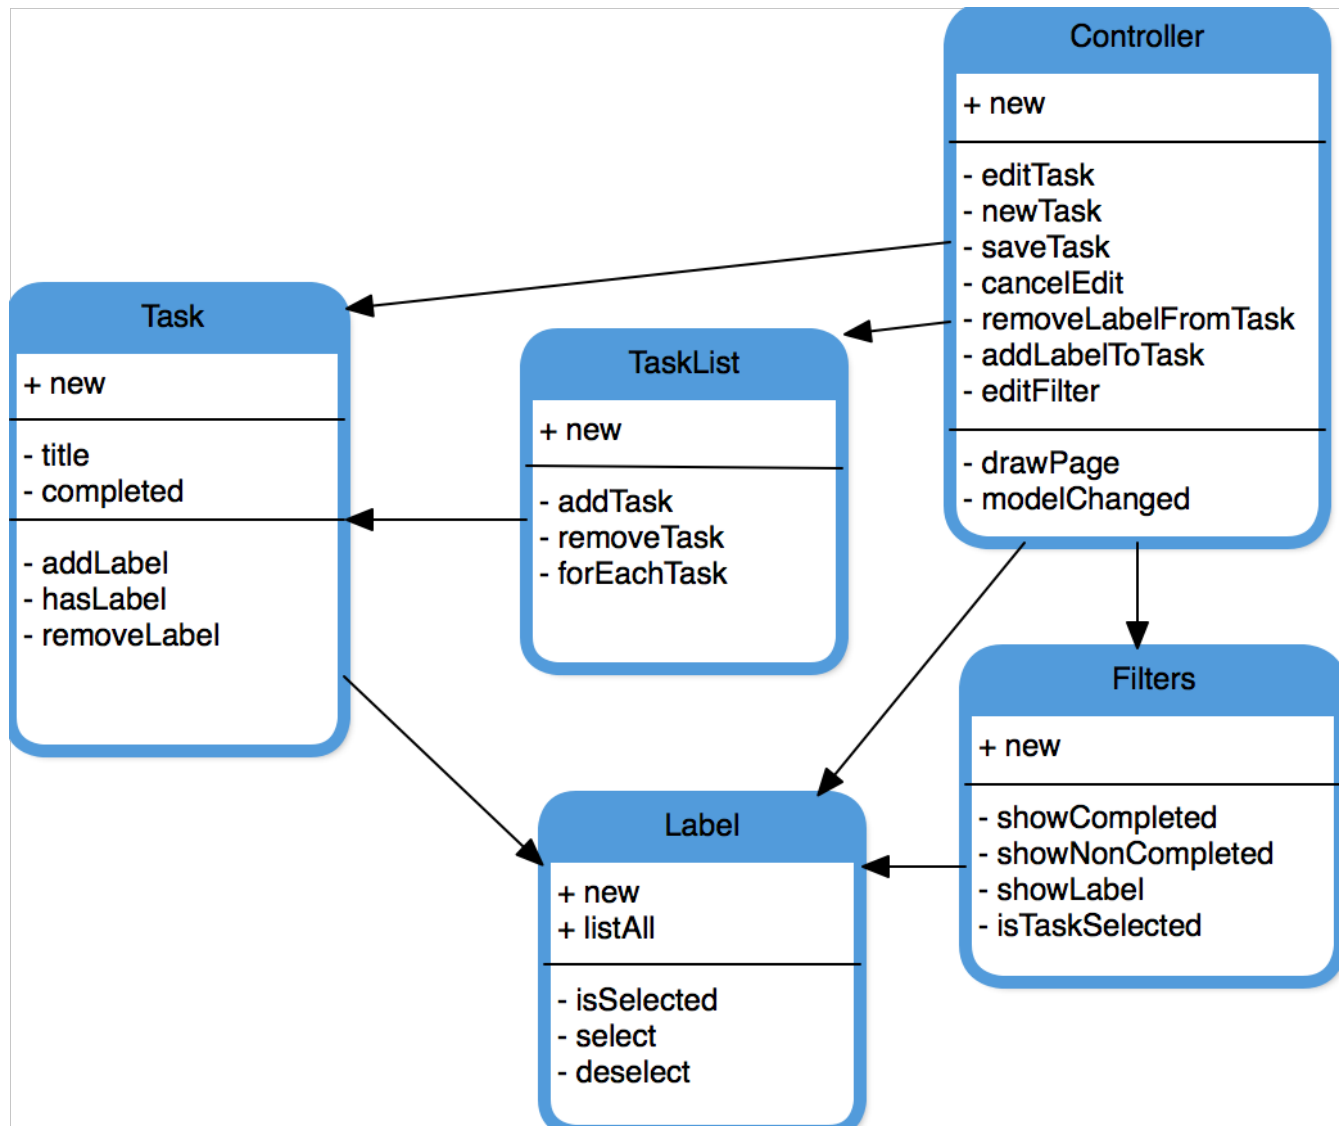 Controller
+ new
- editTask
- newTask
- saveTask
- cancelEdit
- removeLabelFromTask
- addLabelToTask
- editFilter
- drawPage
- modelChanged
Task
+ new
- title
- completed
- addLabel
- hasLabel
- removeLabel
TaskList
+ new
- addTask
- removeTask
- forEachTask
Filters
+ new
- showCompleted
- showNonCompleted
- showLabel
- isTaskSelected
Label
+ new
+ listAll
- isSelected
- select
- deselect